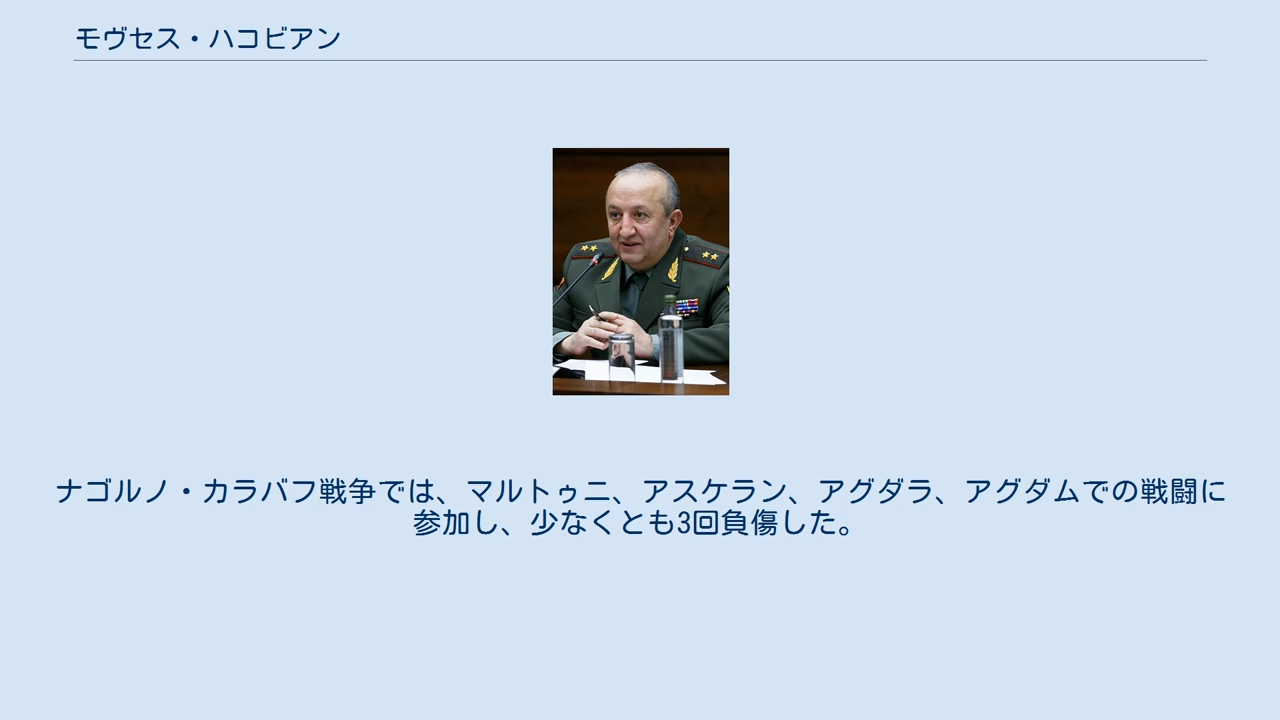 モヴセス・ハコビアン
ナゴルノ・カラバフ戦争では、マルトゥニ、アスケラン、アグダラ、アグダムでの戦闘に
参加し、少なくとも3回負傷した。